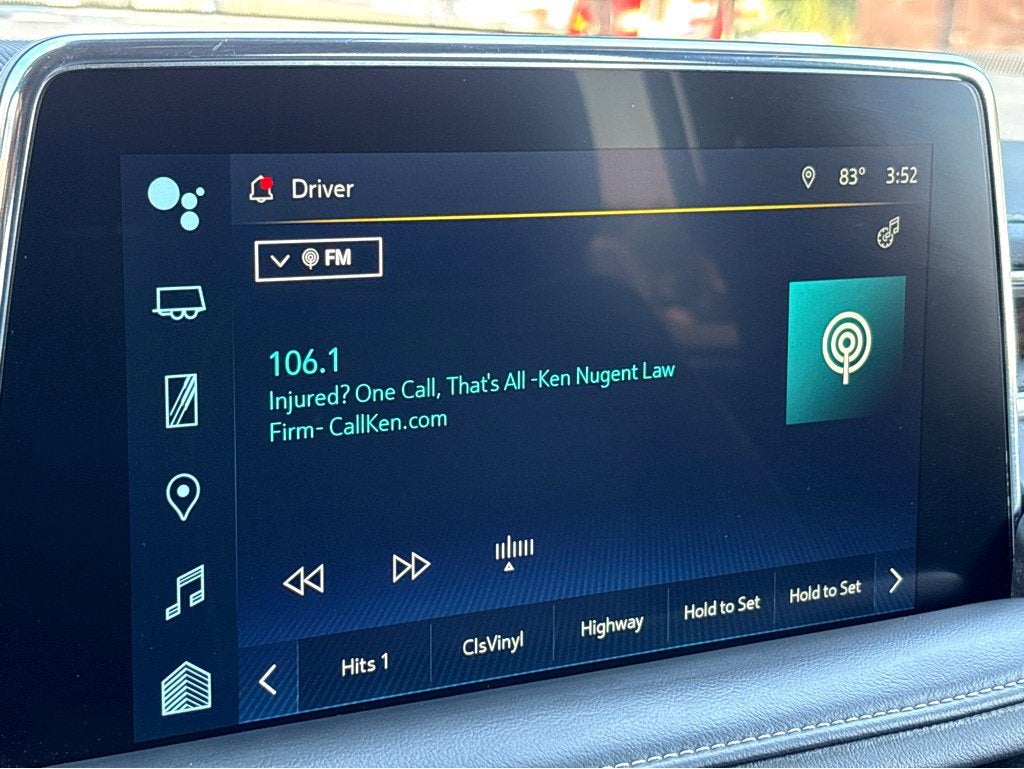 Driver
83° 3:52
FM
106.1
Injured? One Call, That's All -Ken Nugent Law
Firm- CallKen.com
Hits 1
ClsVinyl
Highway
Hold to Set
Hold to Set